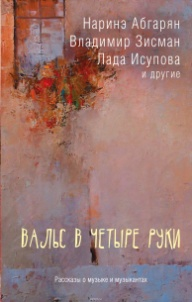 Наринэ Абгарян
Владимир Зисман
Лада Исупова
и другие
ВАЛЬС В ЧЕТЫРЕ РУКИ
Рассказы о музыке и музыкантах